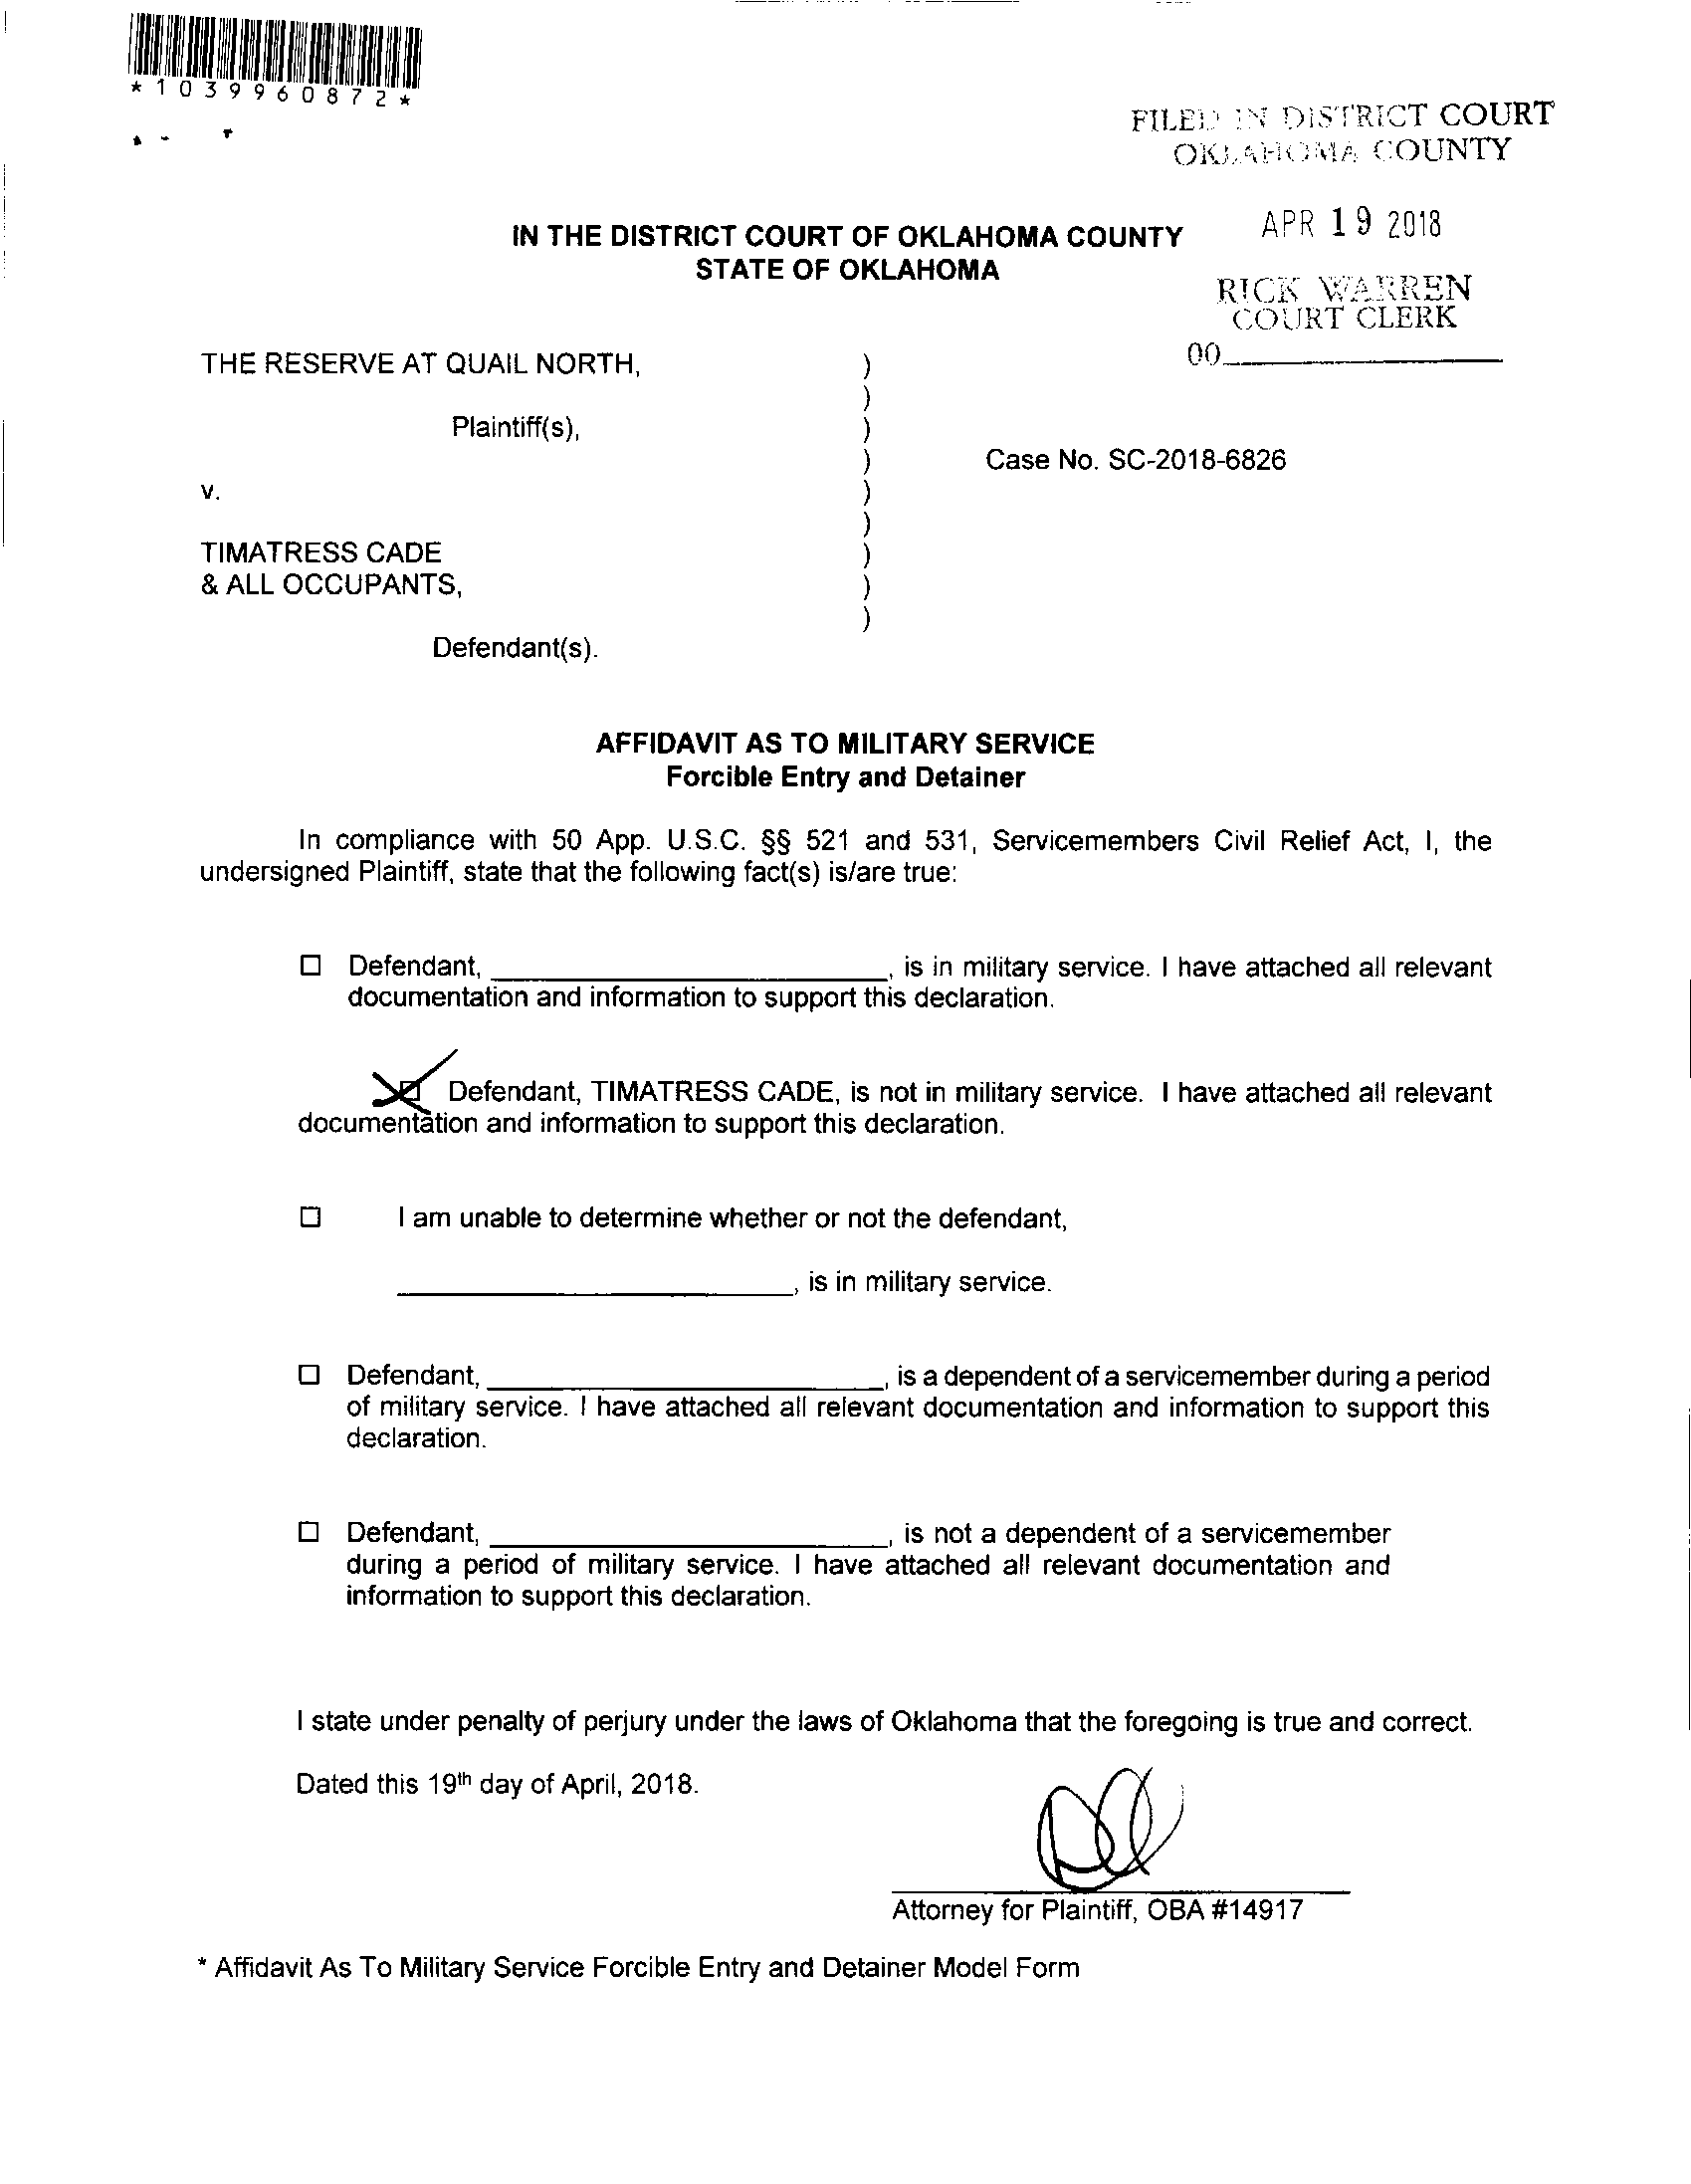 *1039960872*
FILED IN DISTRICT COURT
OKLAHOMA COUNTY
APR 19 2018
RICK WARREN
COURT CLERK
00
IN THE DISTRICT COURT OF OKLAHOMA COUNTY
STATE OF OKLAHOMA
THE RESERVE AT QUAIL NORTH, )
)
Plaintiff(s), )
) Case No. SC-2018-6826
v. )
)
TIMATRESS CADE )
& ALL OCCUPANTS, )
)
Defendant(s).
AFFIDAVIT AS TO MILITARY SERVICE
Forcible Entry and Detainer
In compliance with 50 App. U.S.C. §§ 521 and 531, Servicemembers Civil Relief Act, I, the
undersigned Plaintiff, state that the following fact(s) is/are true:
☐ Defendant, ____________________, is in military service. I have attached all relevant
documentation and information to support this declaration.
☒ Defendant, TIMATRESS CADE, is not in military service. I have attached all relevant
documentation and information to support this declaration.
☐ I am unable to determine whether or not the defendant,
____________________, is in military service.
☐ Defendant, ____________________, is a dependent of a servicemember during a period
of military service. I have attached all relevant documentation and information to support this
declaration.
☐ Defendant, ____________________, is not a dependent of a servicemember
during a period of military service. I have attached all relevant documentation and
information to support this declaration.
I state under penalty of perjury under the laws of Oklahoma that the foregoing is true and correct.
Dated this 19th day of April, 2018.
Attorney for Plaintiff, OBA #14917
* Affidavit As To Military Service Forcible Entry and Detainer Model Form